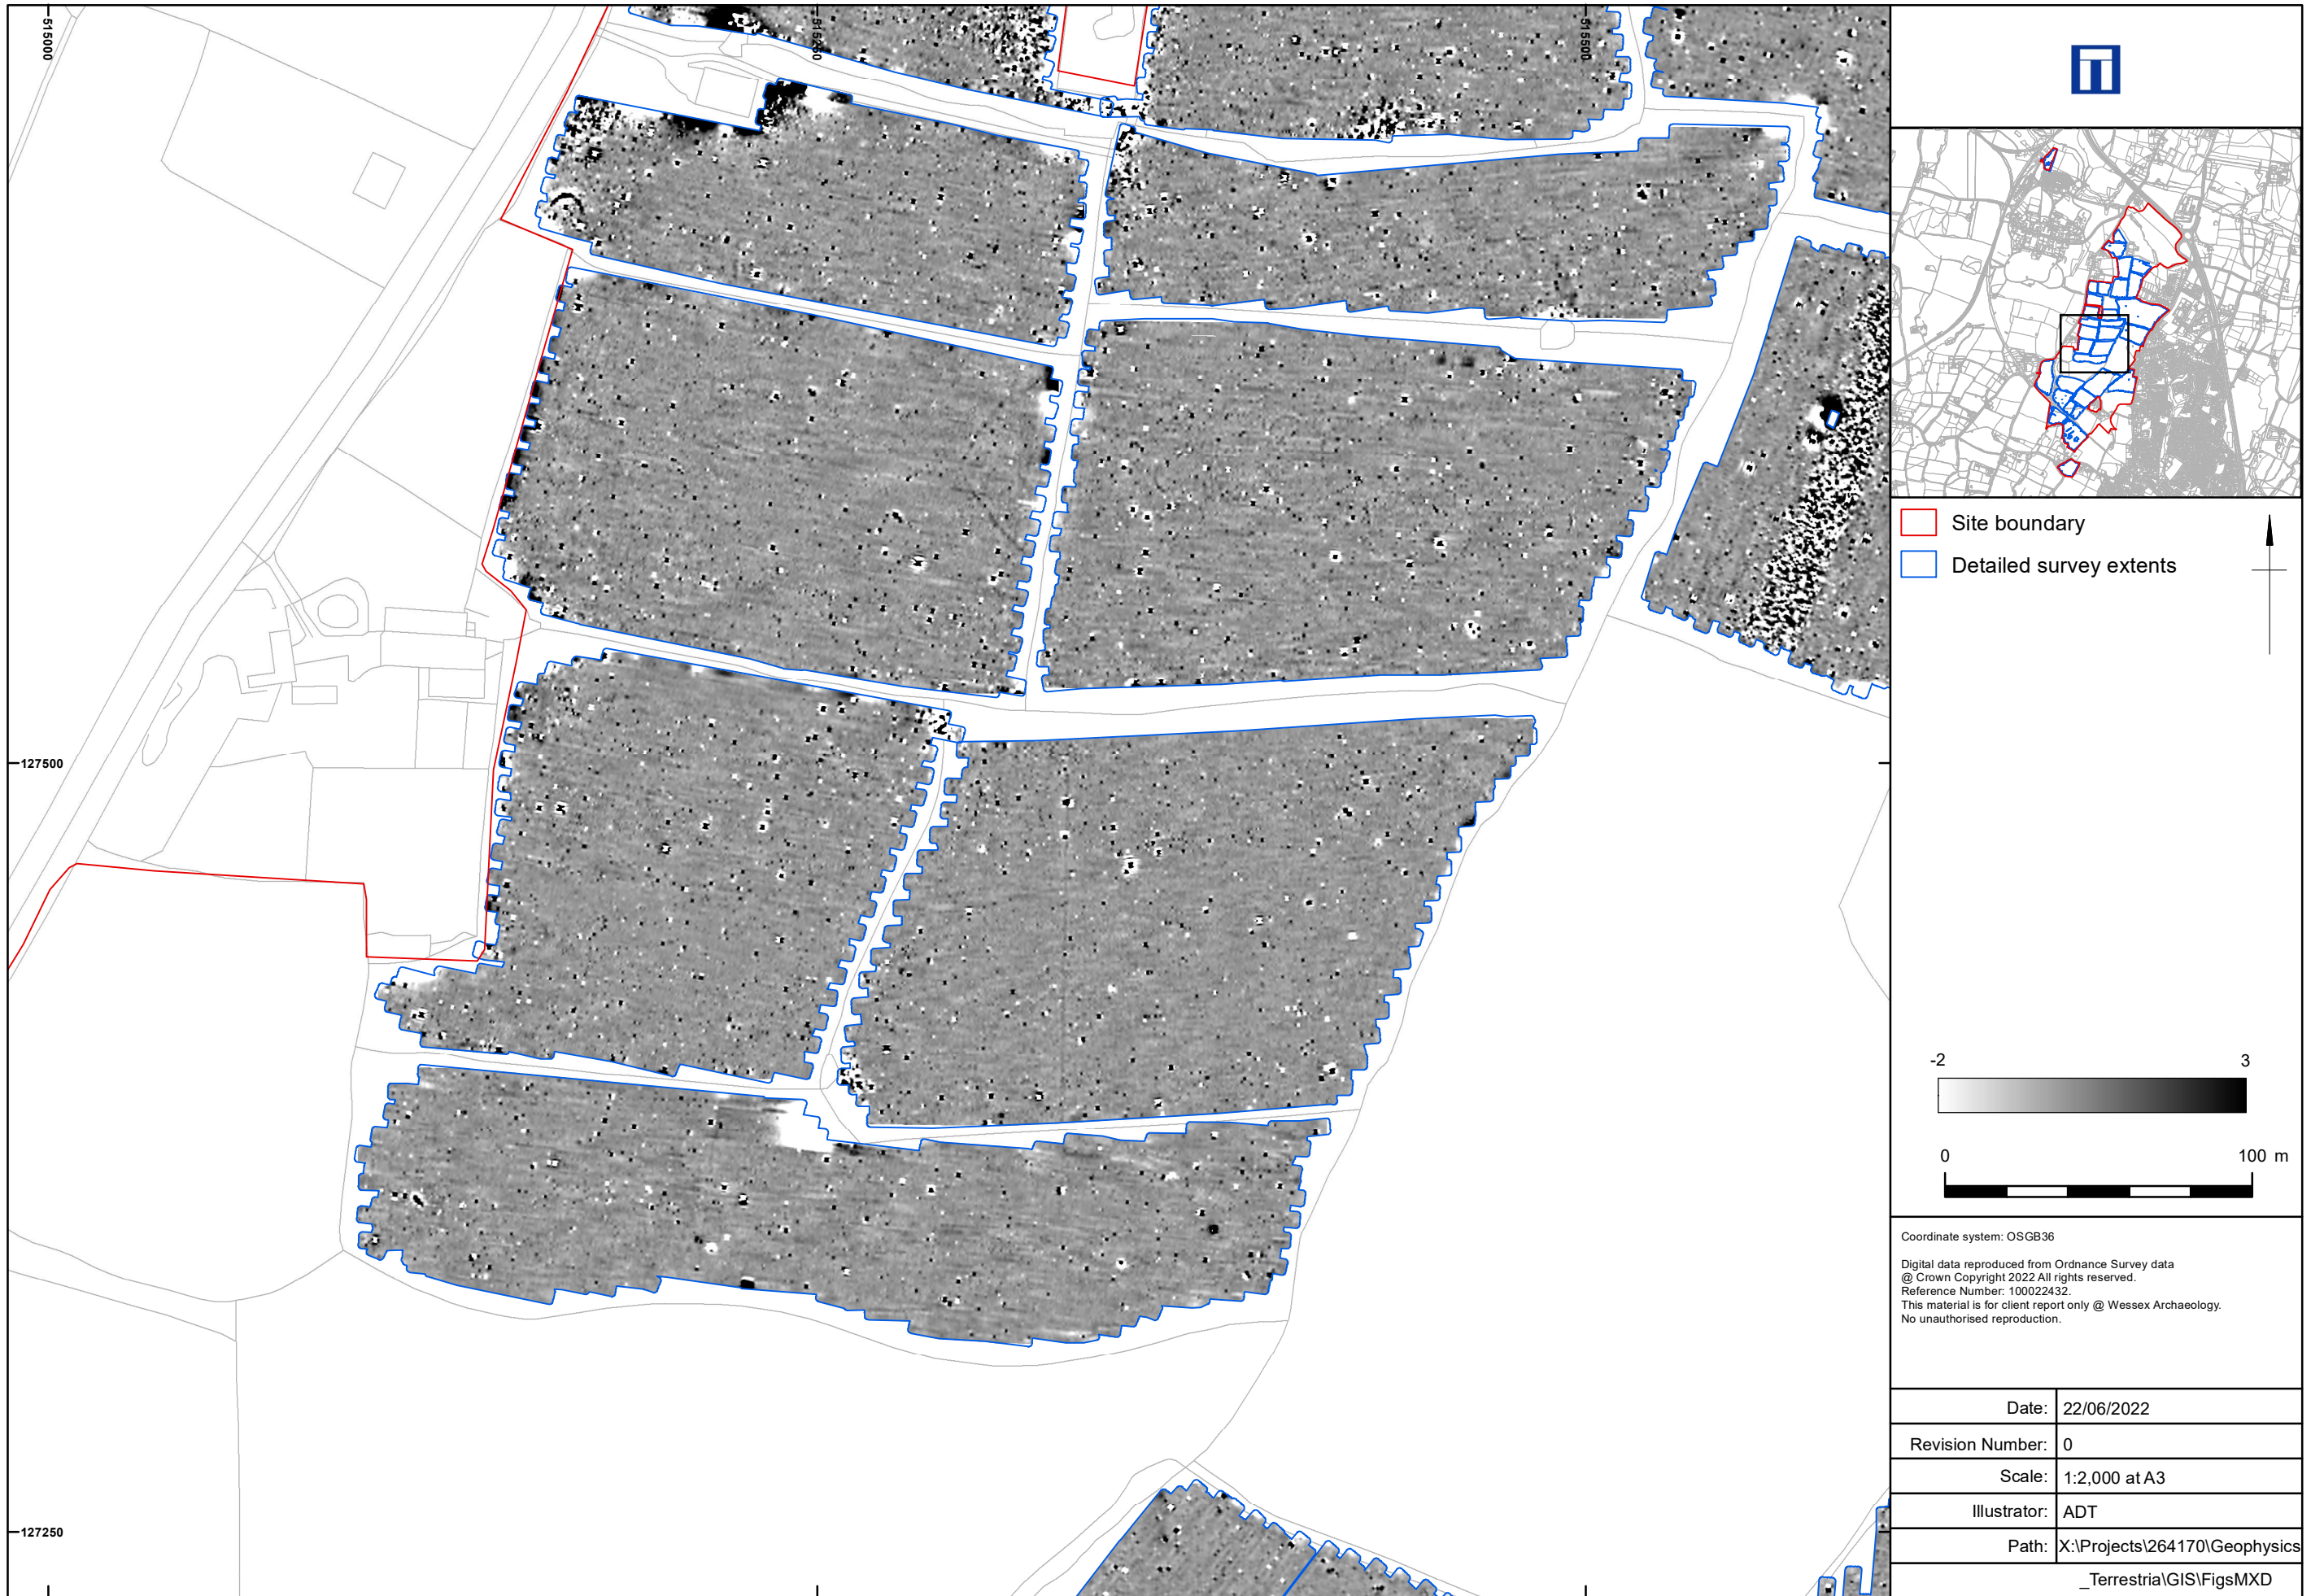 515000
515250
515500
127500
127250
Site boundary
Detailed survey extents
-2
3
0
100 m
Coordinate system: OSGB36
Digital data reproduced from Ordnance Survey data
@ Crown Copyright 2022 All rights reserved.
Reference Number: 100022432.
This material is for client report only @ Wessex Archaeology.
No unauthorised reproduction.
Date: 22/06/2022
Revision Number: 0
Scale: 1:2,000 at A3
Illustrator: ADT
Path: X:\Projects\264170\Geophysics
_Terrestria\GIS\FigsMXD